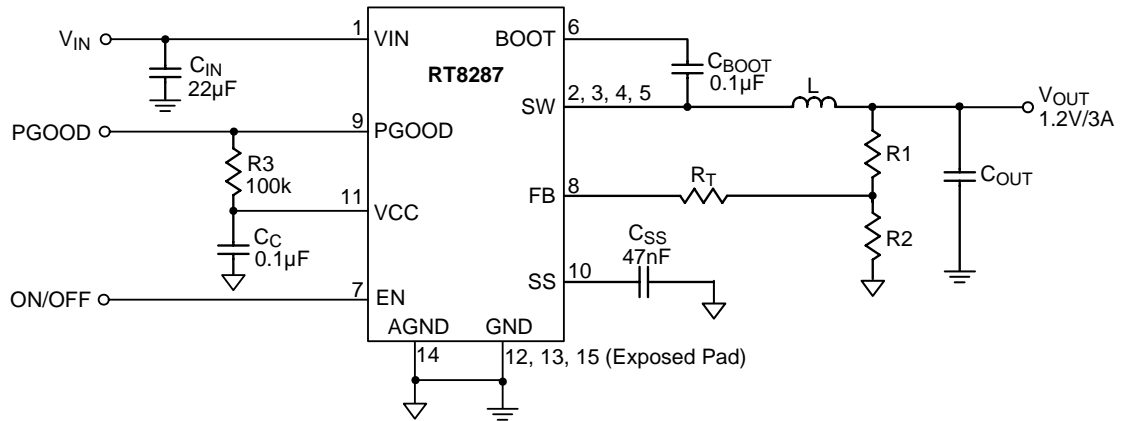 VIN
1
VIN
CIN
22µF
RT8287
BOOT
6
CBOOT
0.1µF
SW
2, 3, 4, 5
L
VOUT
1.2V/3A
PGOOD
9
PGOOD
R3
100k
R1
COUT
FB
8
RT
R2
11
VCC
CC
0.1µF
CSS
47nF
SS
10
ON/OFF
7
EN
AGND
GND
14
12, 13, 15 (Exposed Pad)